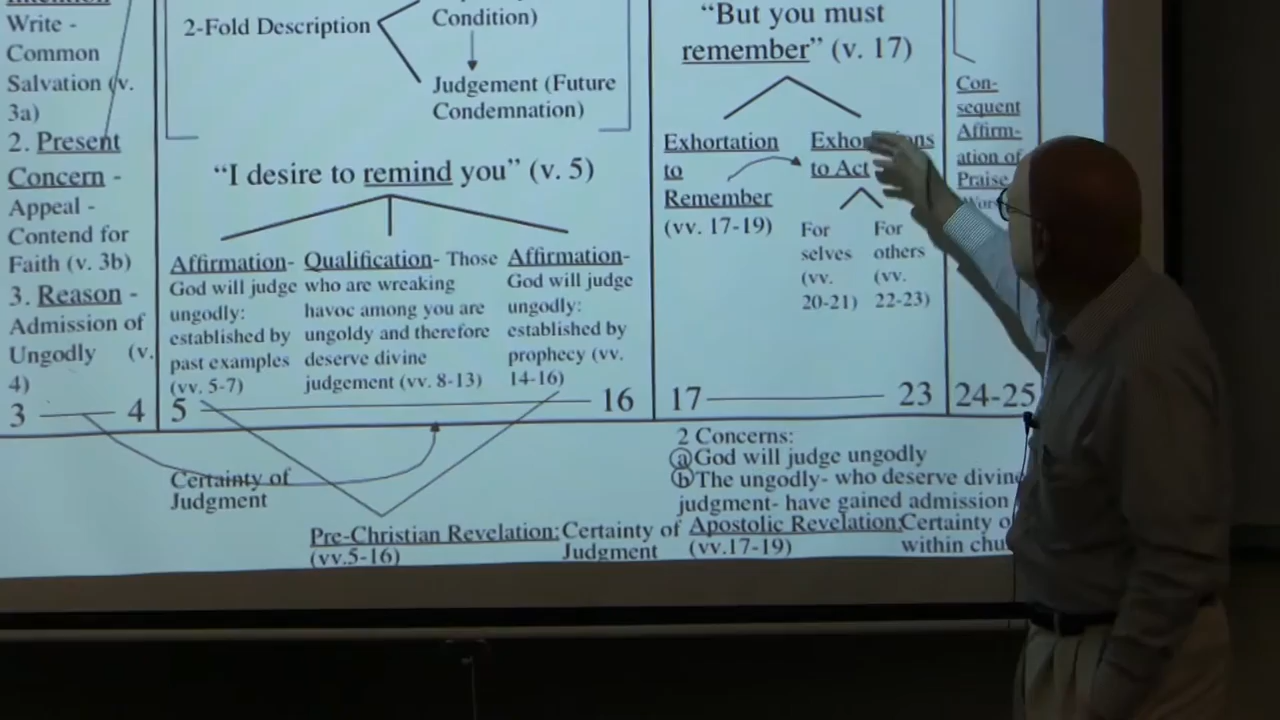 Intention
Write -
Common
Salvation (v.
3a)
2. Present
Concern -
Appeal -
Contend for
Faith (v. 3b)
3. Reason -
Admission of
Ungodly (v.
4)
3 4
2-Fold Description
Condition)
Judgement (Future
Condemnation)
“I desire to remind you” (v. 5)
Affirmation-
God will judge
ungodly:
established by
past examples
(vv. 5-7)
Qualification- Those
who are wreaking
havoc among you are
ungoldy and therefore
deserve divine
judgement (vv. 8-13)
Affirmation-
God will judge
ungodly:
established by
prophecy (vv.
14-16)
5 16
“But you must
remember” (v. 17)
Exhortation
to
Remember
(vv. 17-19)
to Act
For
selves
(vv.
20-21)
For
others
(vv.
22-23)
17 23
Con-
sequent
Affirm-
ation of
Praise
24-25
Certainty of
Judgment
Pre-Christian Revelation: Certainty of
(vv.5-16) Judgment
2 Concerns:
a God will judge ungodly
b The ungodly- who deserve divine
judgment- have gained admission
Apostolic Revelation: Certainty
(vv.17-19) within